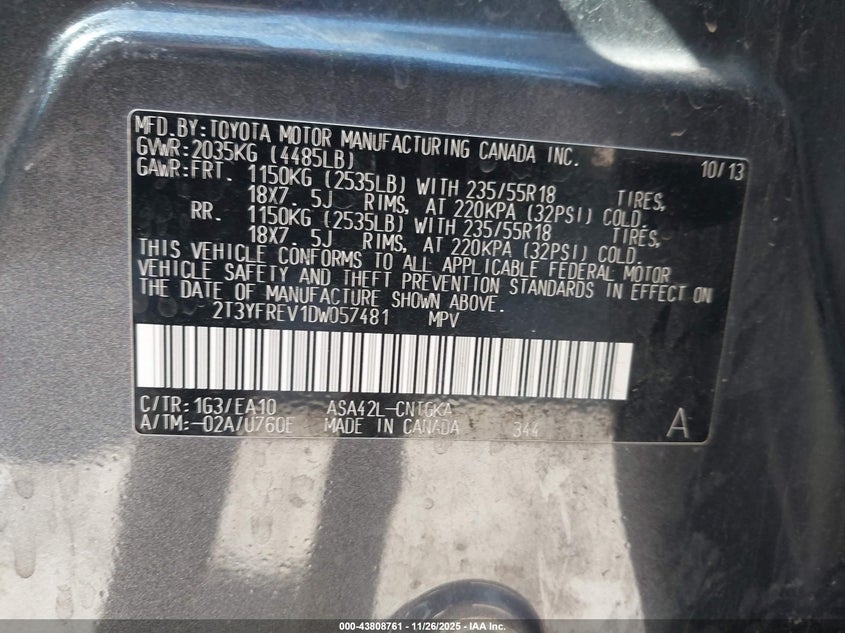 MFD.BY:TOYOTA MOTOR MANUFACTURING CANADA INC.
GVWR:2035KG (4485LB) 10/13
GAWR:FRT. 1150KG (2535LB) WITH 235/55R18 TIRES,
18X7. 5J RIMS, AT 220KPA (32PSI) COLD.
RR. 1150KG (2535LB) WITH 235/55R18 TIRES,
18X7. 5J RIMS, AT 220KPA (32PSI) COLD.
THIS VEHICLE CONFORMS TO ALL APPLICABLE FEDERAL MOTOR
VEHICLE SAFETY AND THEFT PREVENTION STANDARDS IN EFFECT ON
THE DATE OF MANUFACTURE SHOWN ABOVE.
2T3YFREV1DW057481 MPV
C/TR:1G3/EA10 ASA42L-CNTGKA
A/TM:-02A/U760E MADE IN CANADA 344 A
000-43808761 - 11/26/2025 - IAA Inc.